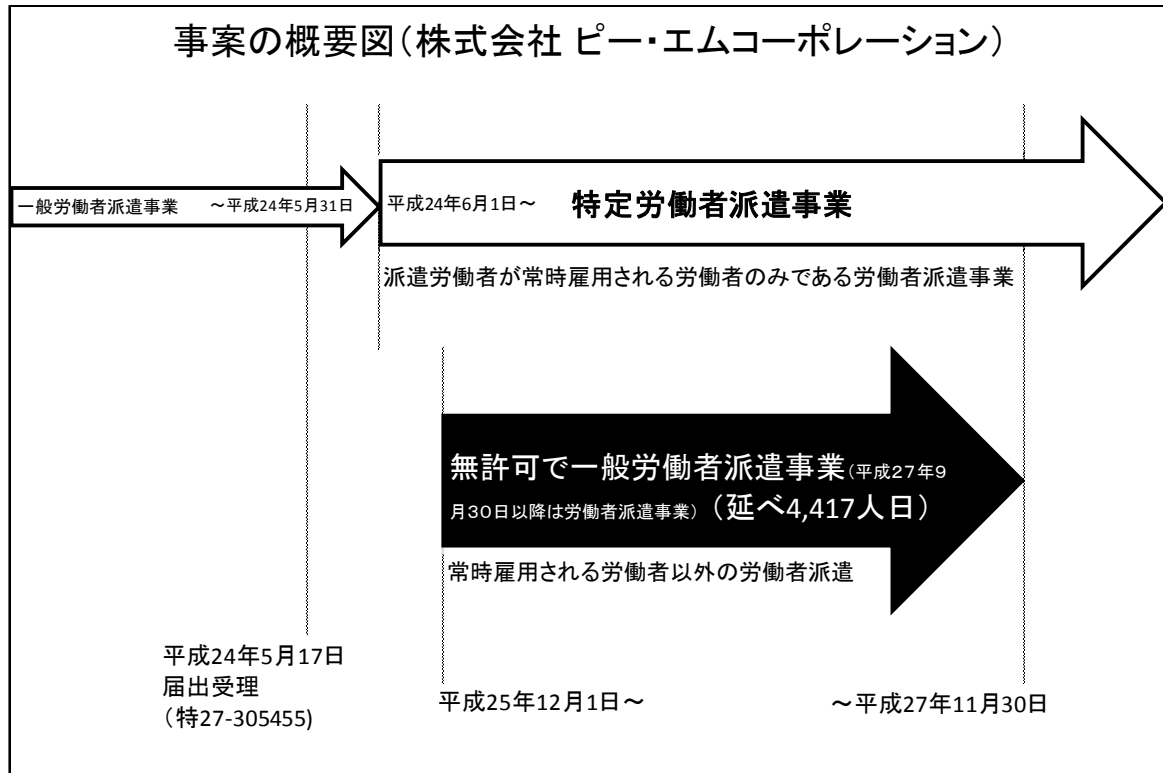 事案の概要図（株式会社 ピー・エムコーポレーション）
一般労働者派遣事業　～平成24年5月31日
平成24年6月1日～　特定労働者派遣事業
派遣労働者が常時雇用される労働者のみである労働者派遣事業
無許可で一般労働者派遣事業（平成27年9
月30日以降は労働者派遣事業）（延べ4,417人日）
常時雇用される労働者以外の労働者派遣
平成24年5月17日
届出受理
（特27-305455)
平成25年12月1日～　～平成27年11月30日